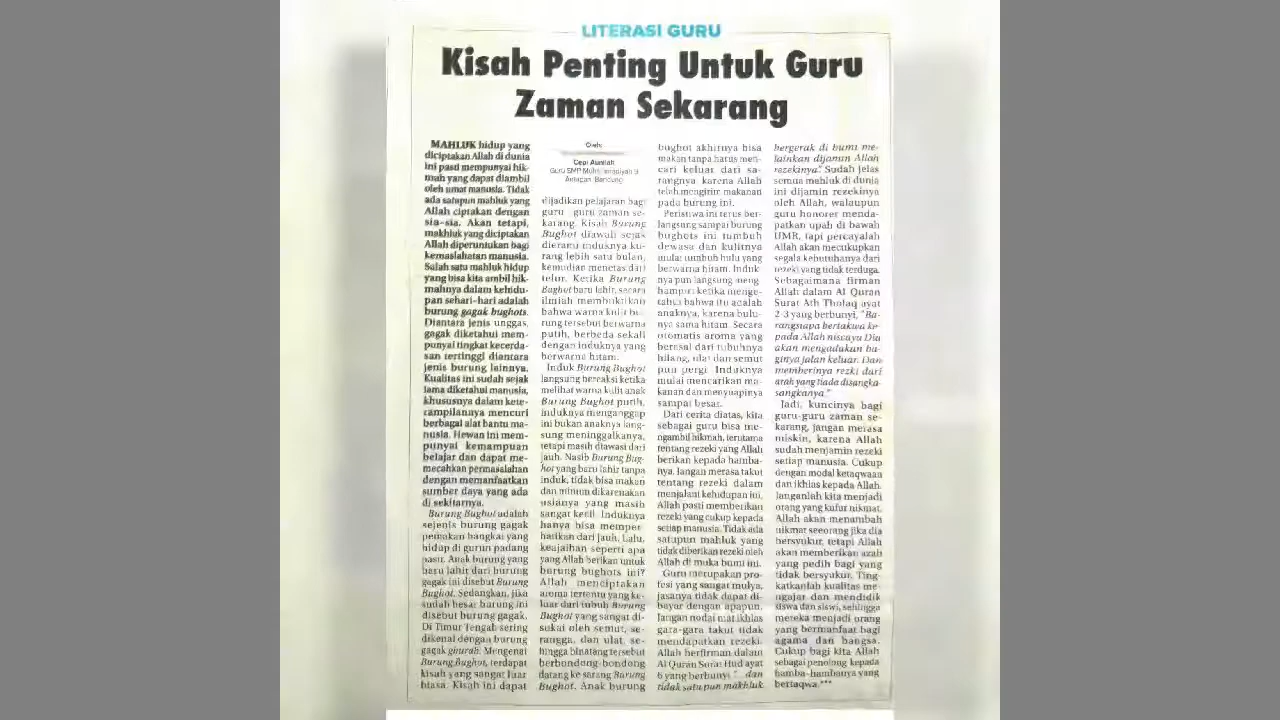 LITERASI GURU
Kisah Penting Untuk Guru
Zaman Sekarang
MAHLUK hidup yang
diciptakan Allah di dunia
ini pasti mempunyai hik-
mah yang dapat diambil
oleh umat manusia. Tidak
ada satupun mahluk yang
Allah ciptakan dengan
sia-sia. Akan tetapi,
makhluk yang diciptakan
Allah diperuntukan bagi
kemaslahatan manusia.
Salah satu mahluk hidup
yang bisa kita ambil hik-
mahnya dalam kehidu-
pan sehari-hari adalah
burung gagak bughots.
Diantara jenis unggas,
gagak diketahui mem-
punyai tingkat kecerda-
san tertinggi diantara
jenis burung lainnya.
Kualitas ini sudah sejak
lama diketahui manusia,
khususnya dalam kete-
rampilannya mencuri
berbagai alat bantu ma-
nusia. Hewan ini mem-
punyai kemampuan
belajar dan dapat me-
mecahkan permasalahan
dengan memanfaatkan
sumber daya yang ada
di sekitarnya.
Burung Bughot adalah
sejenis burung gagak
pemakan bangkai yang
hidup di gurun padang
pasir. Anak burung yang
baru lahir dari burung
gagak ini disebut Burung
Bughot. Sedangkan, jika
sudah besar burung ini
disebut burung gagak.
Di Timur Tengah sering
dikenal dengan burung
gagak ghurab. Mengenai
Burung Bughot, terdapat
kisah yang sangat luar
biasa. Kisah ini dapat
Oleh:
Cepi Aunilah
Guru SMP Muhammadiyah 9
Antapani Bandung
dijadikan pelajaran bagi
guru guru zaman se-
karang. Kisah Burung
Bughot diawali sejak
dierami induknya ku-
rang lebih satu bulan,
kemudian menetas dari
telur. Ketika Burung
Bughot baru lahir, secara
ilmiah membuktikan
bahwa warna kulit bu-
rung tersebut berwarna
putih, berbeda sekali
dengan induknya yang
berwarna hitam.
Induk Burung Bughot
langsung bereaksi ketika
melihat warna kulit anak
Burung Bughot putih,
induknya menganggap
ini bukan anaknya lang-
sung meninggalkanya,
tetapi masih diawasi dari
jauh. Nasib Burung Bug-
hot yang baru lahir tanpa
induk, tidak bisa makan
dan minum dikarenakan
usianya yang masih
sangat kecil. Induknya
hanya bisa memper-
hatikan dari jauh. Lalu,
keajaiban seperti apa
yang Allah berikan untuk
burung bughots ini?
Allah menciptakan
aroma tertentu yang ke-
luar dari tubuh Burung
Bughot yang sangat di-
sukai oleh semut, se-
rangga, dan ulat, se-
hingga binatang tersebut
berbondong-bondong
datang ke sarang Burung
Bughot. Anak burung
bughot akhirnya bisa
makan tanpa harus men-
cari keluar dari sa-
rangnya karena Allah
telah mengirim makanan
pada burung ini.
Peristiwa ini terus ber-
langsung sampai burung
bughots ini tumbuh
dewasa dan kulitnya
mulai tumbuh bulu yang
berwarna hitam. Induk-
nya pun langsung meng-
hampiri ketika menge-
tahui bahwa itu adalah
anaknya, karena bulu-
nya sama hitam. Secara
otomatis aroma yang
berasal dari tubuhnya
hilang, ulat dan semut
pun pergi. Induknya
mulai mencarikan ma-
kanan dan menyuapinya
sampai besar.
Dari cerita diatas, kita
sebagai guru bisa me-
ngambil hikmah, terutama
tentang rezeki yang Allah
berikan kepada hamba-
nya. Jangan merasa takut
tentang rezeki dalam
menjalani kehidupan ini,
Allah pasti memberikan
rezeki yang cukup kepada
setiap manusia. Tidak ada
satupun mahluk yang
tidak diberikan rezeki oleh
Allah di muka bumi ini.
Guru merupakan pro-
fesi yang sangat mulya,
jasanya tidak dapat di-
bayar dengan apapun.
Jangan nodai niat ikhlas
gara-gara takut tidak
mendapatkan rezeki.
Allah berfirman dalam
Al Quran Surat Hud ayat
6 yang berbunyi "...dan
tidak satu pun makhluk
bergerak di bumi me-
lainkan dijamin Allah
rezekinya." Sudah jelas
semua mahluk di dunia
ini dijamin rezekinya
oleh Allah, walaupun
guru honorer menda-
patkan upah di bawah
UMR, tapi percayalah
Allah akan mecukupkan
segala kebutuhanya dari
rezeki yang tidak terduga.
Sebagaimana firman
Allah dalam Al Quran
Surat Ath Tholaq ayat
2-3 yang berbunyi, "Ba-
rangsiapa bertakwa ke-
pada Allah niscaya Dia
akan mengadakan ba-
ginya jalan keluar. Dan
memberinya rezki dari
arah yang tiada disangka-
sangkanya."
Jadi, kuncinya bagi
guru-guru zaman se-
karang, jangan merasa
miskin, karena Allah
sudah menjamin rezeki
setiap manusia. Cukup
dengan modal ketaqwaan
dan ikhlas kepada Allah.
Janganlah kita menjadi
orang yang kufur nikmat.
Allah akan menambah
nikmat seeorang jika dia
bersyukur, tetapi Allah
akan memberikan azab
yang pedih bagi yang
tidak bersyukur. Ting-
katkanlah kualitas me-
ngajar dan mendidik
siswa dan siswi, sehingga
mereka menjadi orang
yang bermanfaat bagi
agama dan bangsa.
Cukup bagi kita Allah
sebagai penolong kepada
hamba-hambanya yang
bertaqwa.***